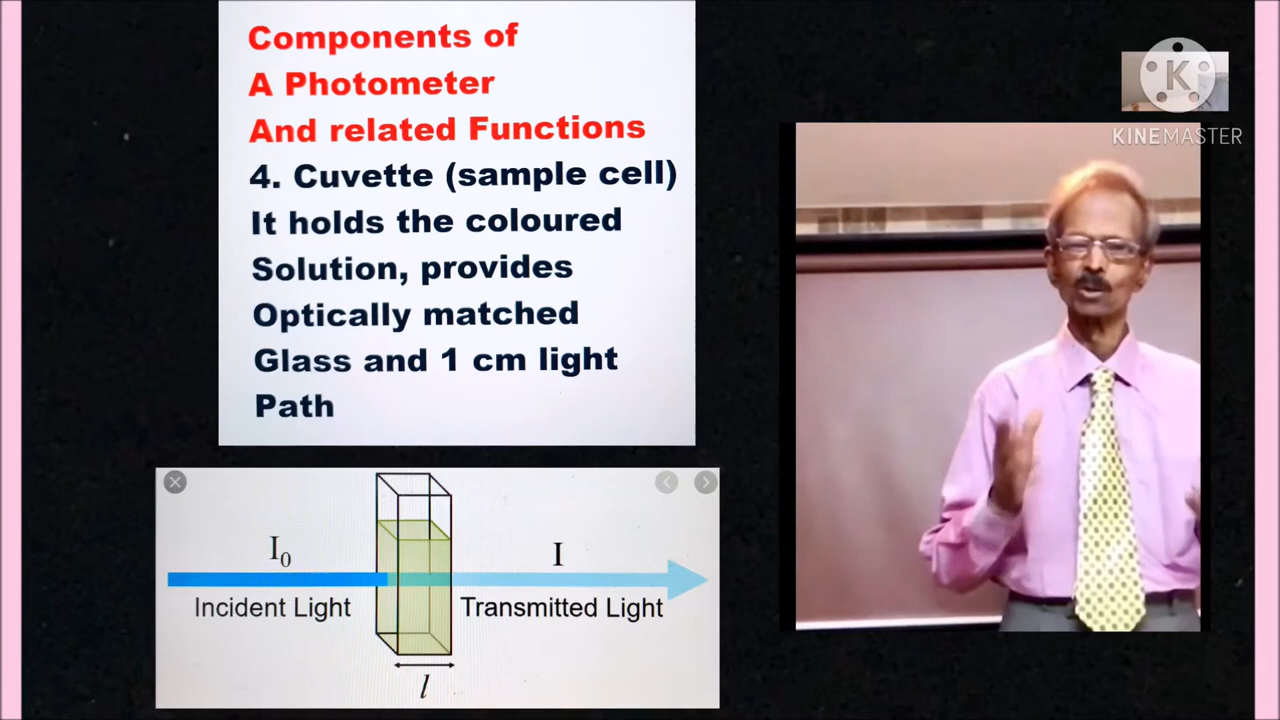 Components of
A Photometer
And related Functions
4. Cuvette (sample cell)
It holds the coloured
Solution, provides
Optically matched
Glass and 1 cm light
Path
K
KINEMASTER
I₀
I
Incident Light
Transmitted Light
l